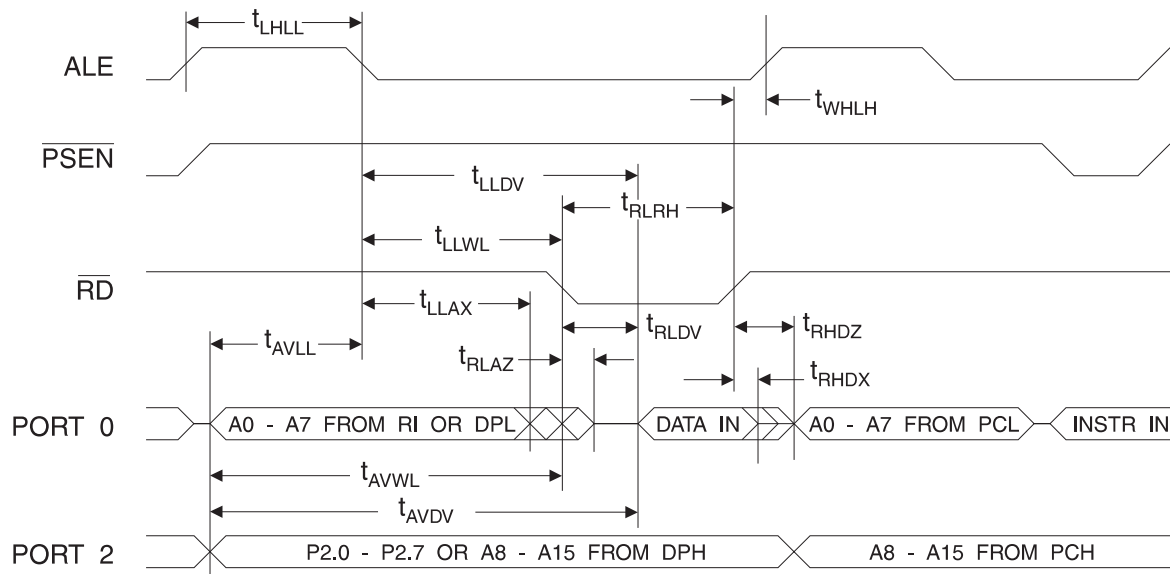 tLHLL
ALE
tWHLH
PSEN
tLLDV
tRLRH
tLLWL
RD
tLLAX
tRLDV
tRHDZ
tAVLL
tRLAZ
tRHDX
PORT 0
A0 - A7 FROM RI OR DPL
DATA IN
A0 - A7 FROM PCL
INSTR IN
tAVWL
tAVDV
PORT 2
P2.0 - P2.7 OR A8 - A15 FROM DPH
A8 - A15 FROM PCH